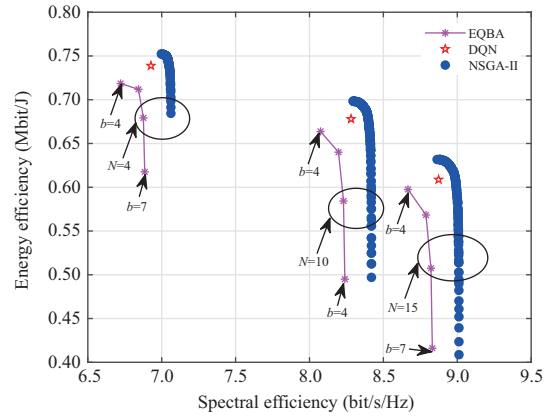 0.80
0.75
0.70
0.65
0.60
0.55
0.50
0.45
0.40
Energy efficiency (Mbit/J)
EQBA
DQN
NSGA-II
b=4
N=4
b=7
b=4
N=10
b=4
b=4
N=15
b=7
6.5 7.0 7.5 8.0 8.5 9.0 9.5
Spectral efficiency (bit/s/Hz)